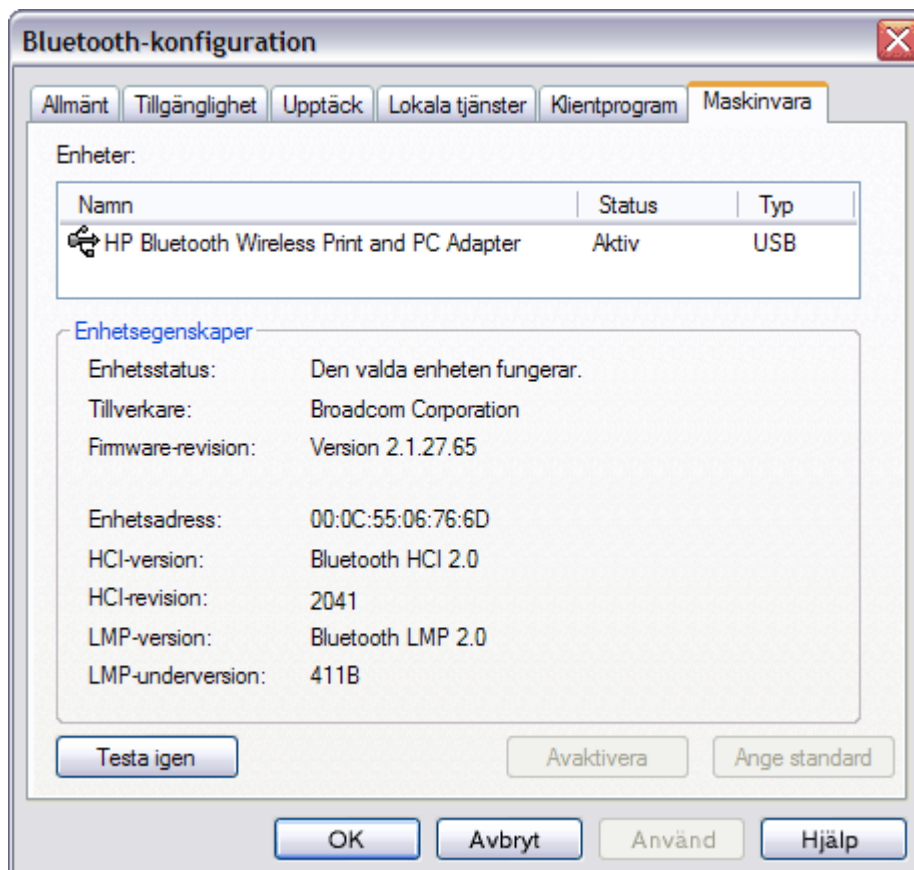 Bluetooth-konfiguration
Allmänt Tillgänglighet Upptäck Lokala tjänster Klientprogram Maskinvara
Enheter:
Namn Status Typ
HP Bluetooth Wireless Print and PC Adapter Aktiv USB
Enhetsegenskaper
Enhetsstatus: Den valda enheten fungerar.
Tillverkare: Broadcom Corporation
Firmware-revision: Version 2.1.27.65
Enhetsadress: 00:0C:55:06:76:6D
HCI-version: Bluetooth HCI 2.0
HCI-revision: 2041
LMP-version: Bluetooth LMP 2.0
LMP-underversion: 411B
Testa igen Avaktivera Ange standard
OK Avbryt Använd Hjälp